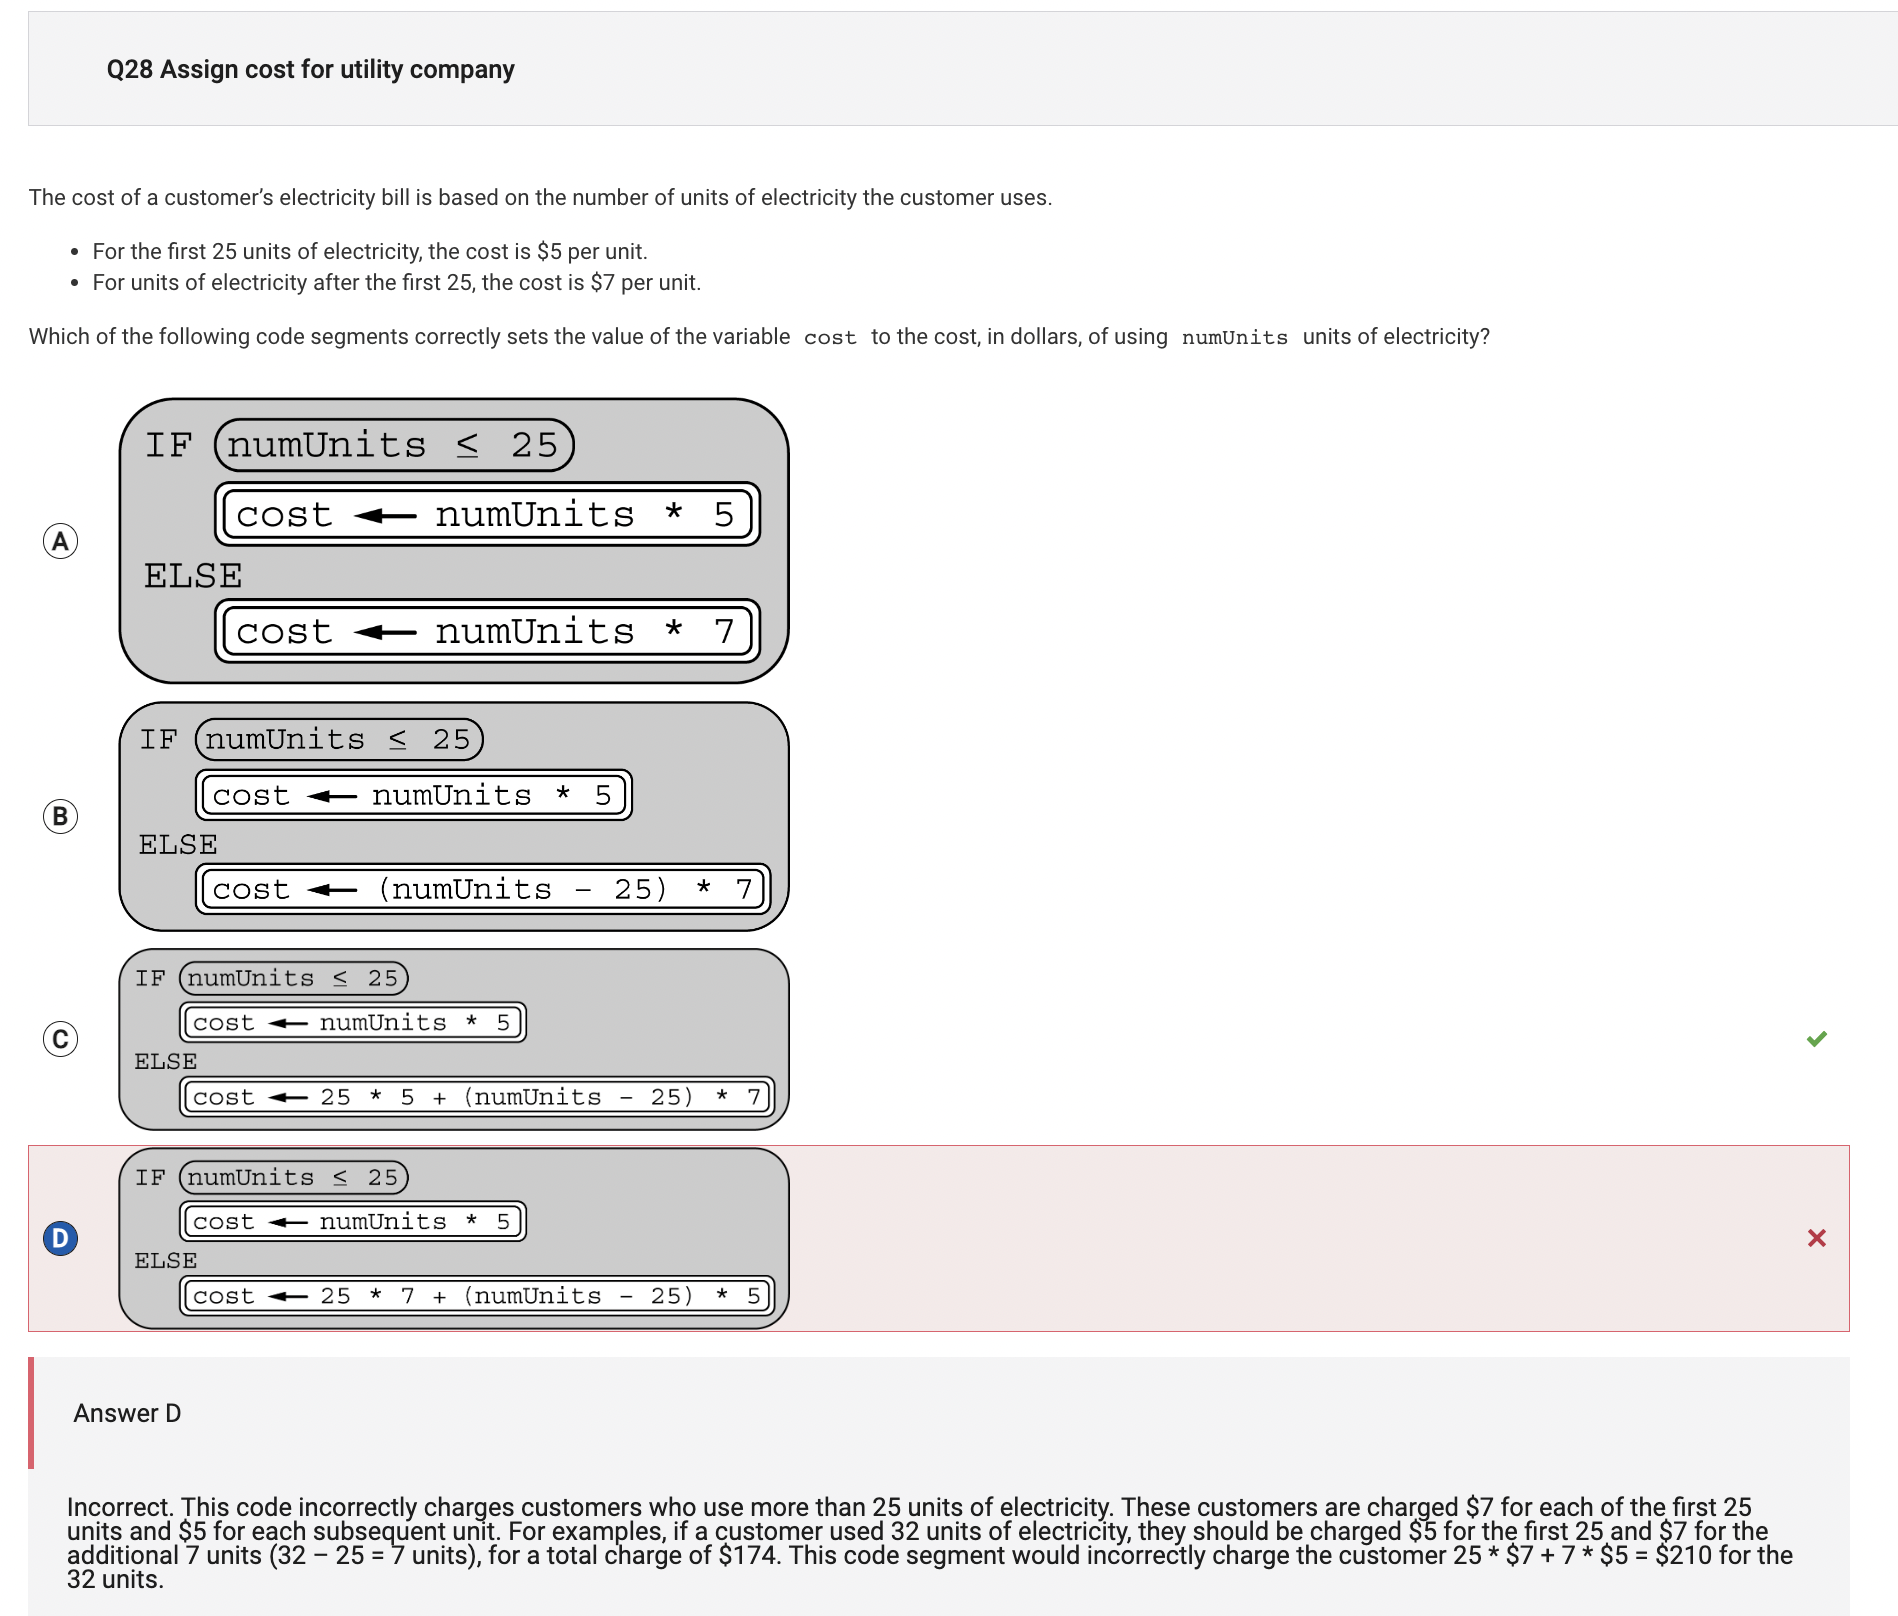 Q28 Assign cost for utility company
The cost of a customer’s electricity bill is based on the number of units of electricity the customer uses.
• For the first 25 units of electricity, the cost is $5 per unit.
• For units of electricity after the first 25, the cost is $7 per unit.
Which of the following code segments correctly sets the value of the variable cost to the cost, in dollars, of using numUnits units of electricity?
A
IF numUnits ≤ 25
cost ← numUnits * 5
ELSE
cost ← numUnits * 7
B
IF numUnits ≤ 25
cost ← numUnits * 5
ELSE
cost ← (numUnits - 25) * 7
C
IF numUnits ≤ 25
cost ← numUnits * 5
ELSE
cost ← 25 * 5 + (numUnits - 25) * 7
D
IF numUnits ≤ 25
cost ← numUnits * 5
ELSE
cost ← 25 * 7 + (numUnits - 25) * 5
Answer D
Incorrect. This code incorrectly charges customers who use more than 25 units of electricity. These customers are charged $7 for each of the first 25
units and $5 for each subsequent unit. For examples, if a customer used 32 units of electricity, they should be charged $5 for the first 25 and $7 for the
additional 7 units (32 – 25 = 7 units), for a total charge of $174. This code segment would incorrectly charge the customer 25 * $7 + 7 * $5 = $210 for the
32 units.